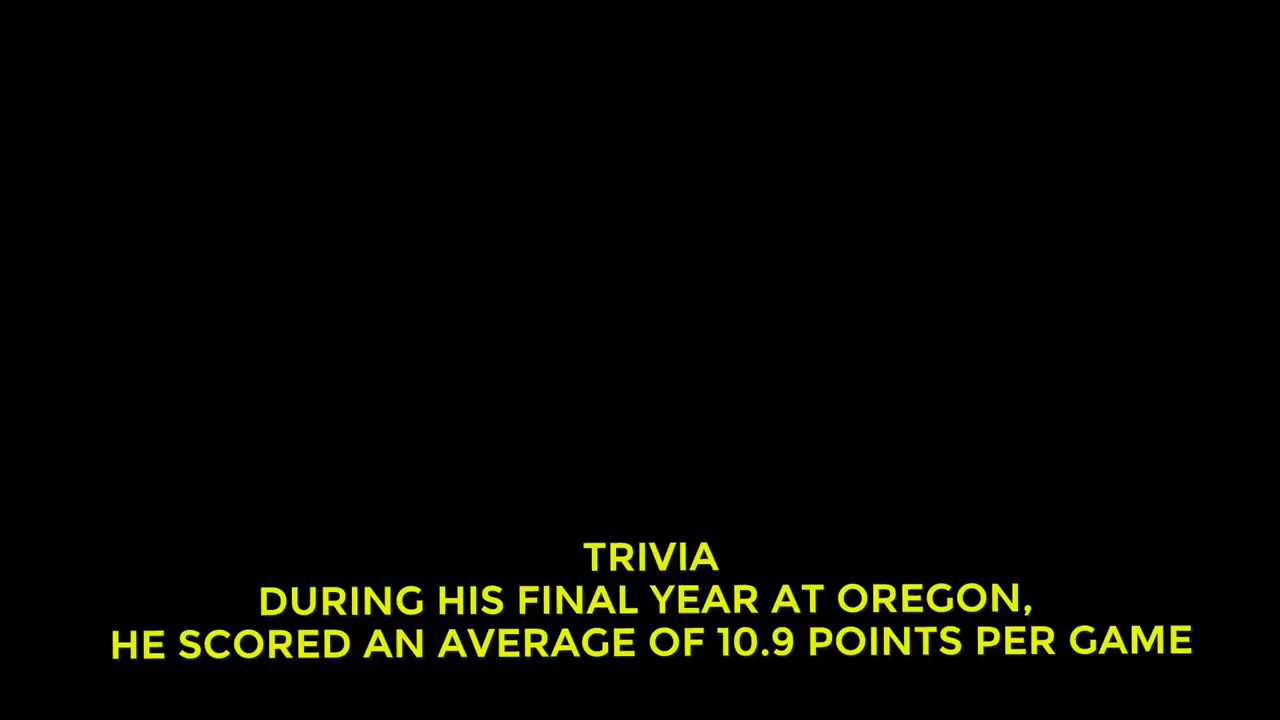 TRIVIA
DURING HIS FINAL YEAR AT OREGON,
HE SCORED AN AVERAGE OF 10.9 POINTS PER GAME